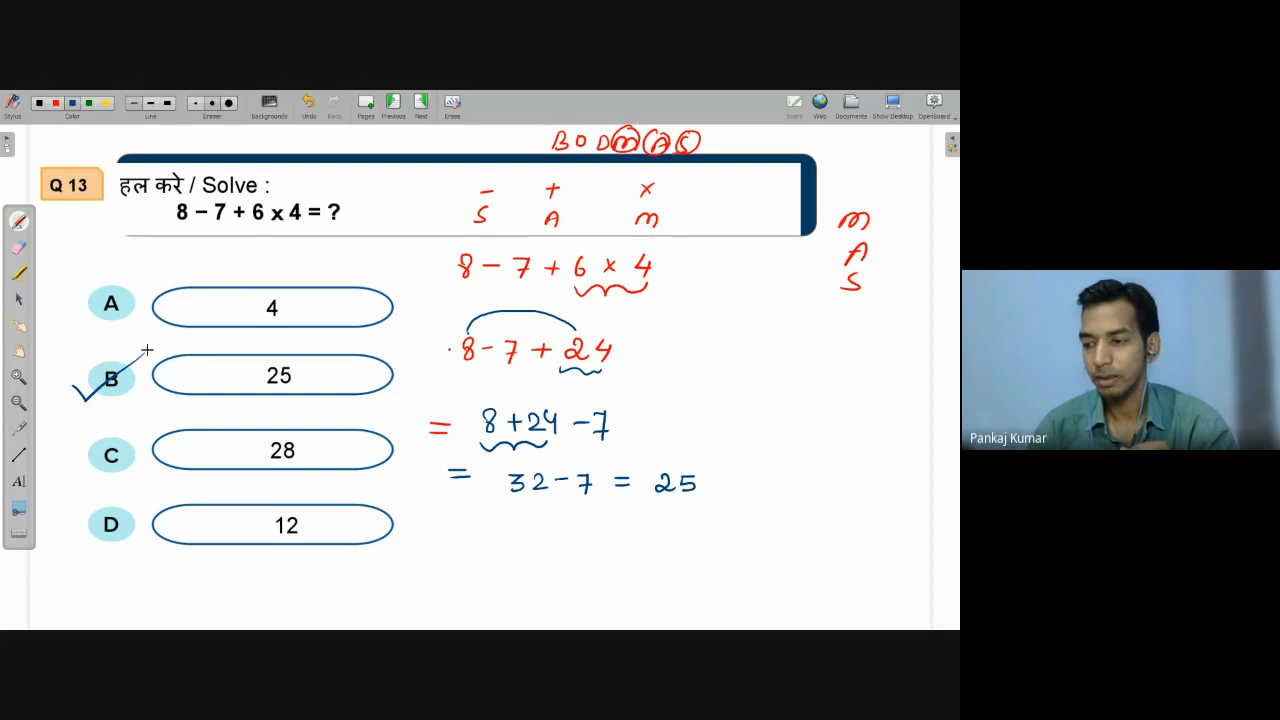 Stylus
Color
Line
Eraser
Backgrounds
Undo
Redo
Pages
Previous
Next
Erase
Board
Web
Documents
Show Desktop
OpenBoard
BODMAS
Q 13
हल करे / Solve :
8 − 7 + 6 x 4 = ?
− + ×
S A M
M
A
S
8 − 7 + 6 × 4
A
4
8 − 7 + 24
B
25
= 8 + 24 − 7
C
28
= 32 − 7 = 25
D
12
Pankaj Kumar